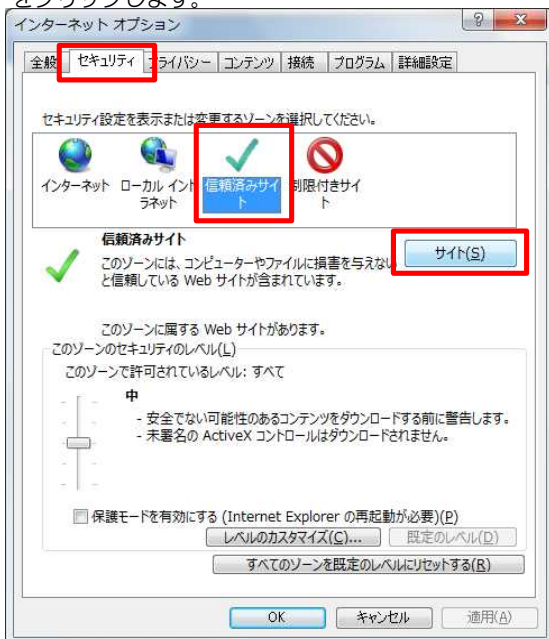 をクリックします。
インターネット オプション
全般 セキュリティ プライバシー コンテンツ 接続 プログラム 詳細設定
セキュリティ設定を表示または変更するゾーンを選択してください。
インターネット ローカル イントラネット 信頼済みサイト 制限付きサイト
信頼済みサイト
サイト(S)
このゾーンには、コンピューターやファイルに損害を与えない
と信頼している Web サイトが含まれています。
このゾーンに属する Web サイトがあります。
このゾーンのセキュリティのレベル(L)
このゾーンで許可されているレベル: すべて
中
- 安全でない可能性のあるコンテンツをダウンロードする前に警告します。
- 未署名の ActiveX コントロールはダウンロードされません。
保護モードを有効にする (Internet Explorer の再起動が必要)(P)
レベルのカスタマイズ(C)... 既定のレベル(D)
すべてのゾーンを既定のレベルにリセットする(R)
OK キャンセル 適用(A)